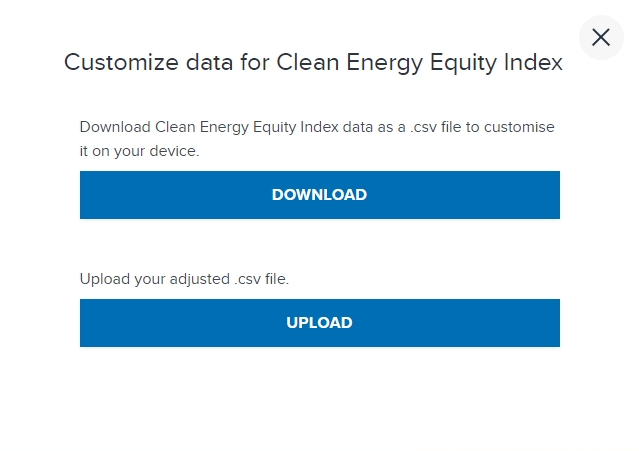 Customize data for Clean Energy Equity Index
Download Clean Energy Equity Index data as a .csv file to customise
it on your device.
DOWNLOAD
Upload your adjusted .csv file.
UPLOAD